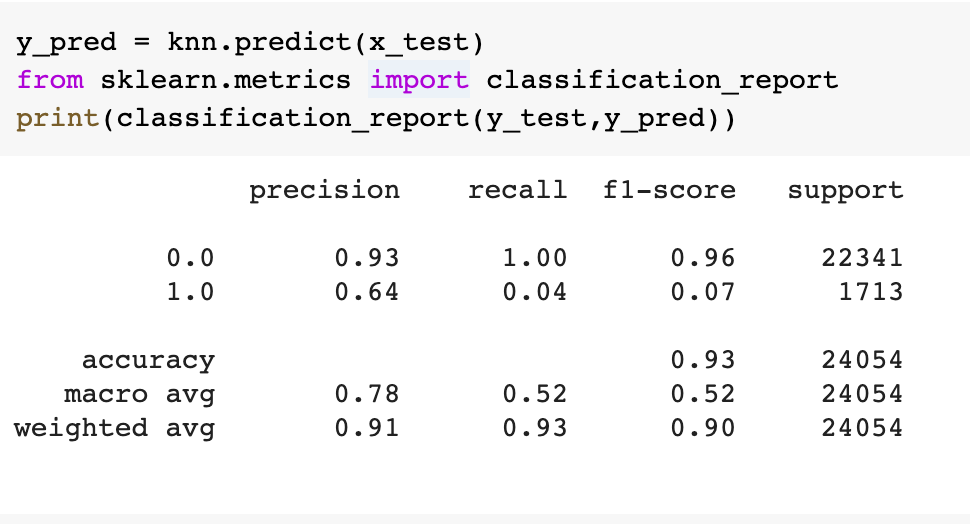 y_pred = knn.predict(x_test)
from sklearn.metrics import classification_report
print(classification_report(y_test,y_pred))
precision recall f1-score support
0.0 0.93 1.00 0.96 22341
1.0 0.64 0.04 0.07 1713
accuracy 0.93 24054
macro avg 0.78 0.52 0.52 24054
weighted avg 0.91 0.93 0.90 24054